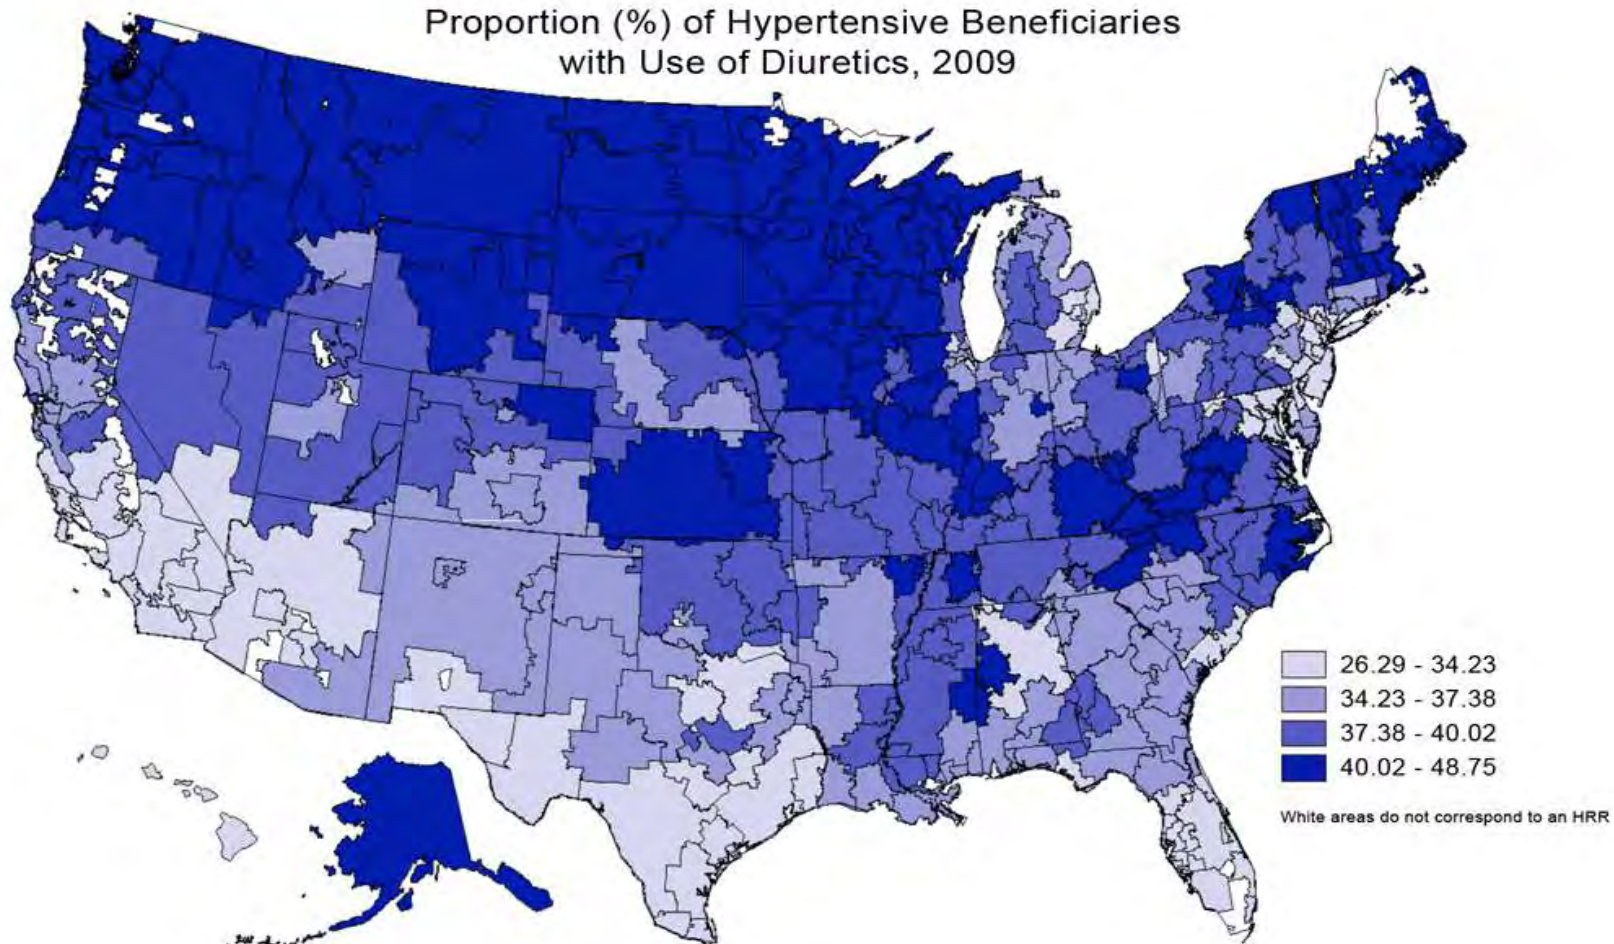 Proportion (%) of Hypertensive Beneficiaries
with Use of Diuretics, 2009
26.29 - 34.23
34.23 - 37.38
37.38 - 40.02
40.02 - 48.75
White areas do not correspond to an HRR